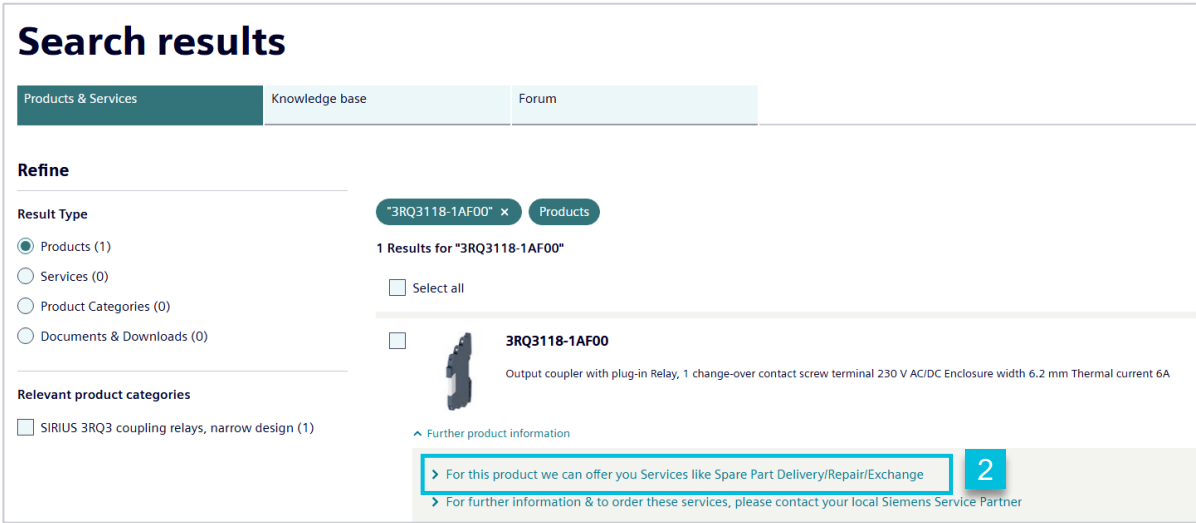 Search results
Products & Services
Knowledge base
Forum
Refine
Result Type
Products (1)
Services (0)
Product Categories (0)
Documents & Downloads (0)
Relevant product categories
SIRIUS 3RQ3 coupling relays, narrow design (1)
"3RQ3118-1AF00" ×
Products
1 Results for "3RQ3118-1AF00"
Select all
3RQ3118-1AF00
Output coupler with plug-in Relay, 1 change-over contact screw terminal 230 V AC/DC Enclosure width 6.2 mm Thermal current 6A
Further product information
For this product we can offer you Services like Spare Part Delivery/Repair/Exchange
2
For further information & to order these services, please contact your local Siemens Service Partner